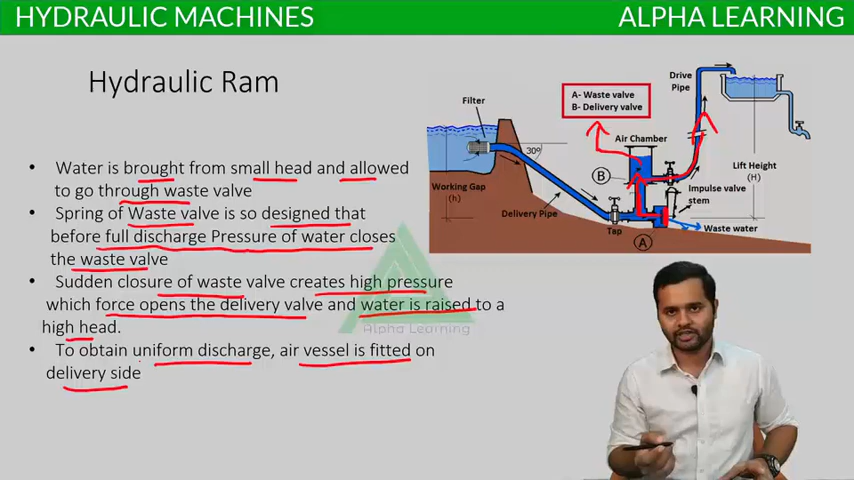 HYDRAULIC MACHINES
ALPHA LEARNING
Hydraulic Ram
• Water is brought from small head and allowed
to go through waste valve
• Spring of Waste valve is so designed that
before full discharge Pressure of water closes
the waste valve
• Sudden closure of waste valve creates high pressure
which force opens the delivery valve and water is raised to a
high head.
• To obtain uniform discharge, air vessel is fitted on
delivery side
Alpha Learning
Filter
A- Waste valve
B- Delivery valve
Drive
Pipe
Air Chamber
30°
B
Working Gap
(h)
Lift Height
(H)
Impulse valve
stem
Delivery Pipe
Tap
Waste water
A